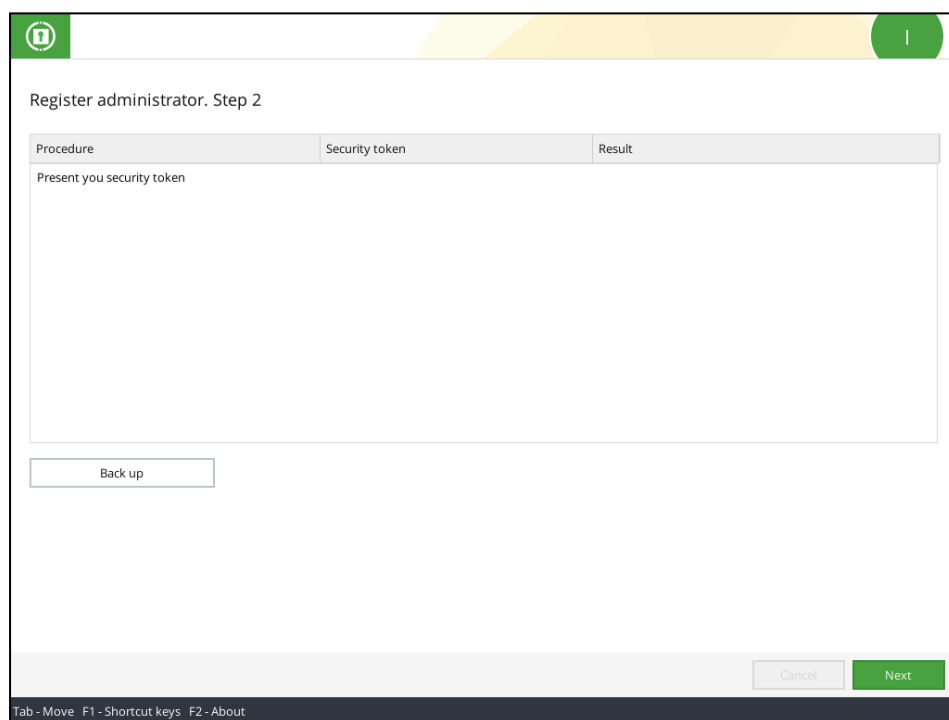 I
Register administrator. Step 2
Procedure Security token Result
Present you security token
Back up
Cancel Next
Tab - Move F1 - Shortcut keys F2 - About